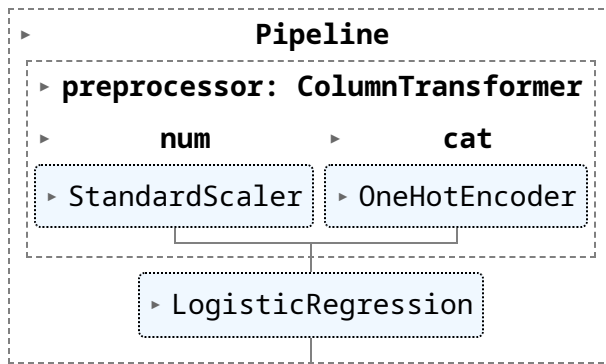 ▸ Pipeline
▸ preprocessor: ColumnTransformer
▸ num ▸ cat
▸ StandardScaler ▸ OneHotEncoder
▸ LogisticRegression